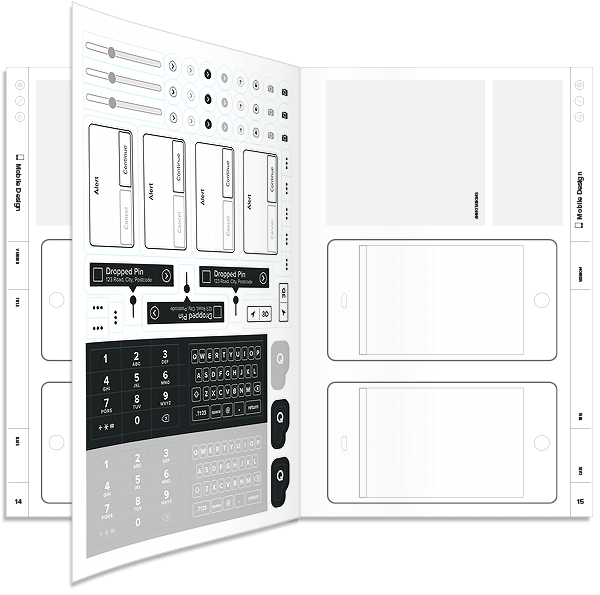 Mobile Design
14
Alert
Cancel
Continue
Alert
Cancel
Continue
Alert
Cancel
Continue
Alert
Cancel
Continue
Dropped Pin
123 Road, City, Postcode
Dropped Pin
123 Road, City, Postcode
Dropped Pin
123 Road, City, Postcode
3D
3D
1 2 3
ABC DEF
4 5 6
GHI JKL MNO
7 8 9
PQRS TUV WXYZ
+*# 0
Q W E R T Y U I O P
A S D F G H J K L
Z X C V B N M
.?123 space @ . return
Q
Q
Q
1 2 3
ABC DEF
4 5 6
GHI JKL MNO
7 8 9
PQRS TUV WXYZ
+*# 0
Q W E R T Y U I O P
A S D F G H J K L
Z X C V B N M
.?123 space @ . return
Mobile Design
15